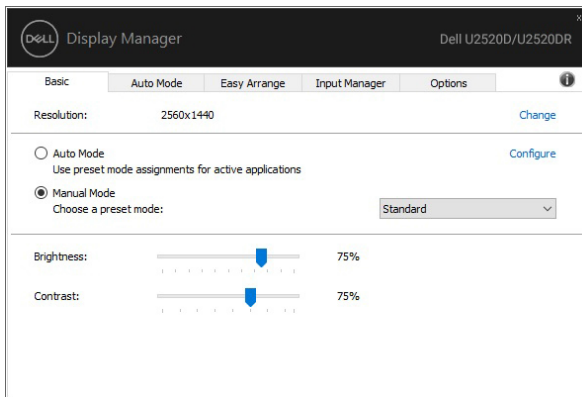 DELL Display Manager Dell U2520D/U2520DR
Basic Auto Mode Easy Arrange Input Manager Options
Resolution: 2560x1440 Change
Auto Mode Configure
Use preset mode assignments for active applications
Manual Mode
Choose a preset mode: Standard
Brightness: 75%
Contrast: 75%